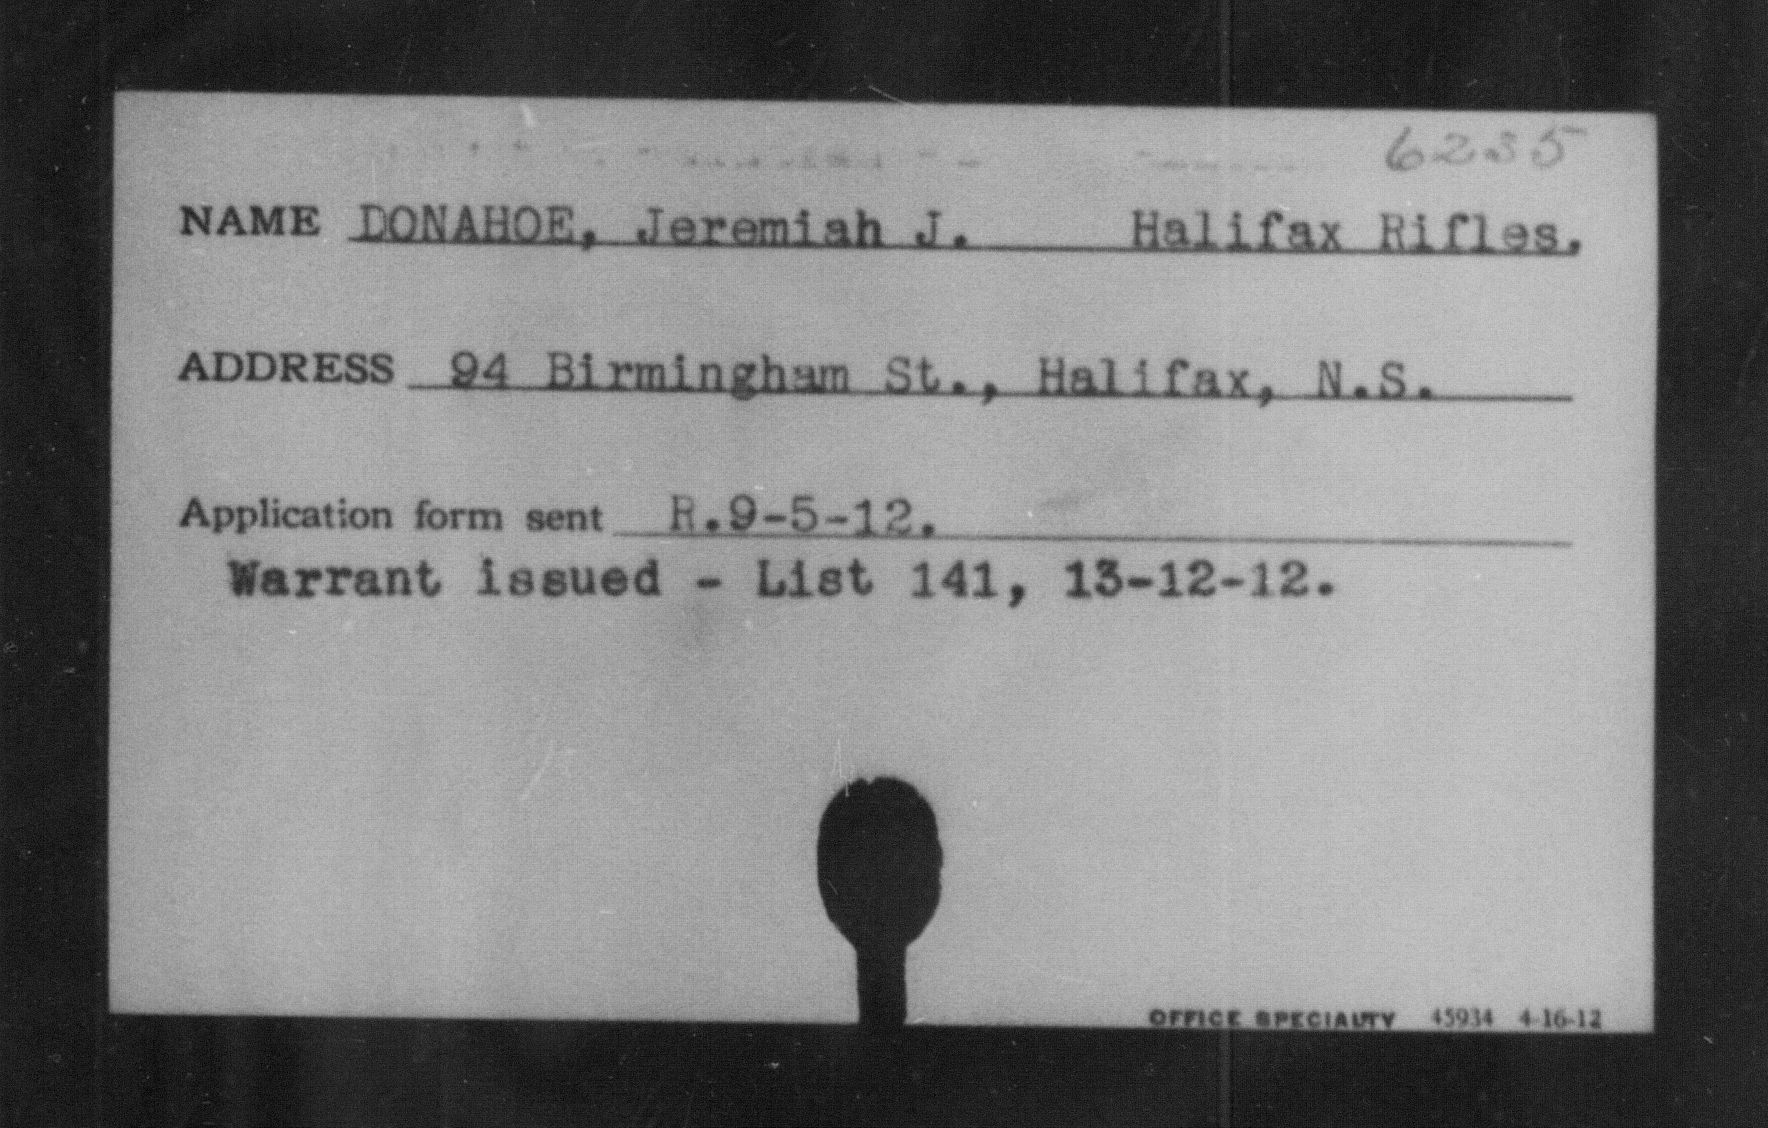 6235
NAME DONAHOE, Jeremiah J. Halifax Rifles.
ADDRESS 94 Birmingham St., Halifax, N.S.
Application form sent R.9-5-12.
Warrant issued - List 141, 13-12-12.
OFFICE SPECIALTY 45934 4-16-12